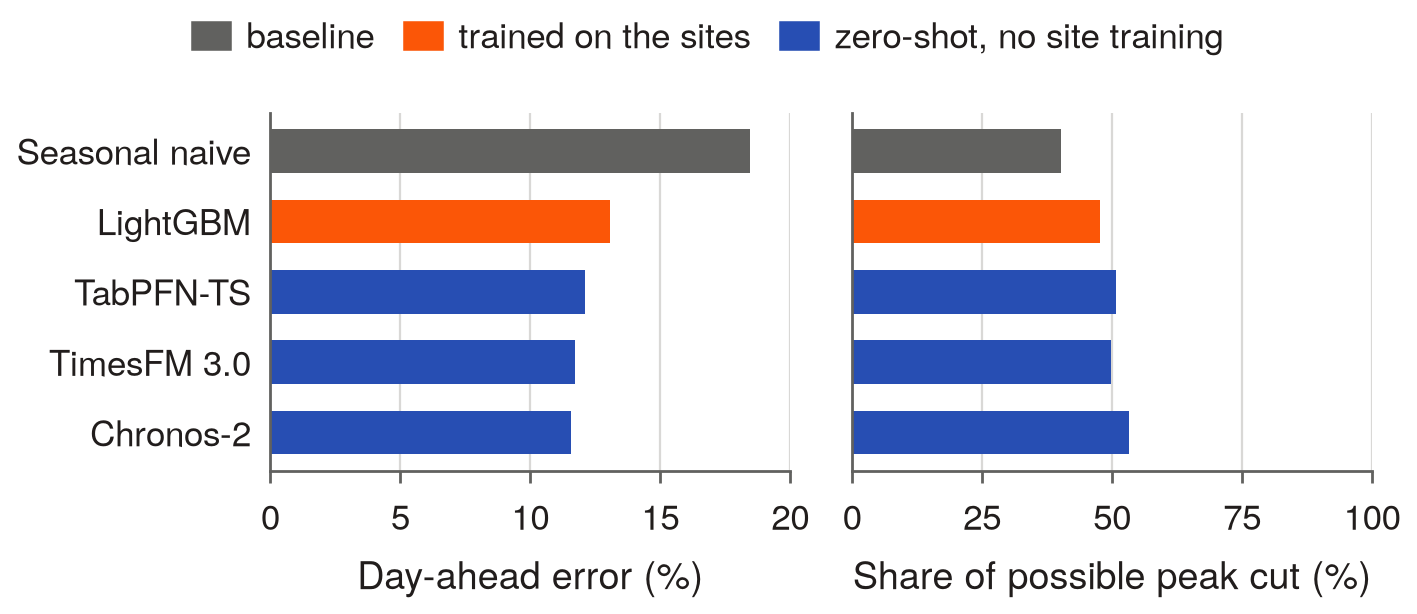 baseline trained on the sites zero-shot, no site training
Seasonal naive
LightGBM
TabPFN-TS
TimesFM 3.0
Chronos-2
0 5 10 15 20 0 25 50 75 100
Day-ahead error (%) Share of possible peak cut (%)